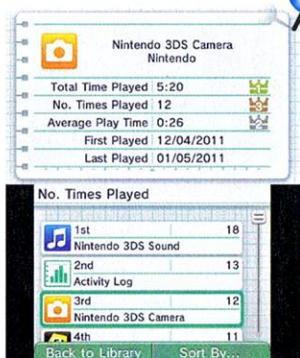 Nintendo 3DS Camera
Nintendo
Total Time Played 5:20
No. Times Played 12
Average Play Time 0:26
First Played 12/04/2011
Last Played 01/05/2011
No. Times Played
1st 18
Nintendo 3DS Sound
2nd 13
Activity Log
3rd 12
Nintendo 3DS Camera
4th 11
Back to Library Sort By...